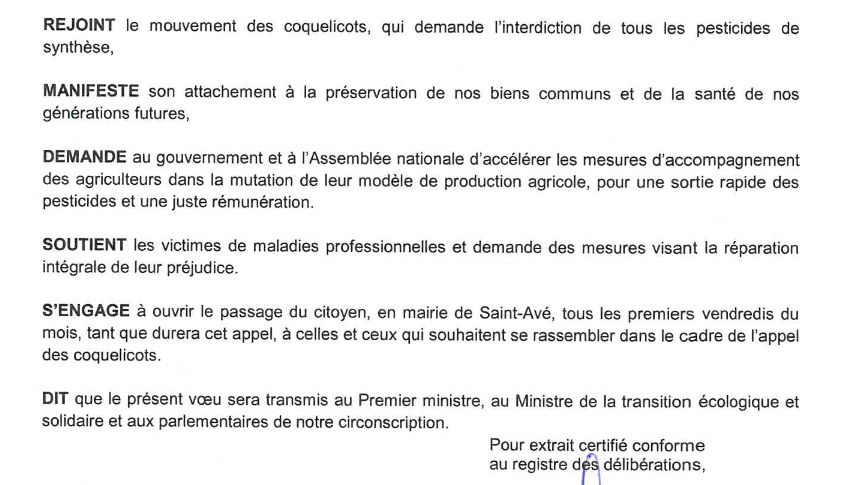 REJOINT le mouvement des coquelicots, qui demande l'interdiction de tous les pesticides de
synthèse,
MANIFESTE son attachement à la préservation de nos biens communs et de la santé de nos
générations futures,
DEMANDE au gouvernement et à l'Assemblée nationale d'accélérer les mesures d'accompagnement
des agriculteurs dans la mutation de leur modèle de production agricole, pour une sortie rapide des
pesticides et une juste rémunération.
SOUTIENT les victimes de maladies professionnelles et demande des mesures visant la réparation
intégrale de leur préjudice.
S'ENGAGE à ouvrir le passage du citoyen, en mairie de Saint-Avé, tous les premiers vendredis du
mois, tant que durera cet appel, à celles et ceux qui souhaitent se rassembler dans le cadre de l'appel
des coquelicots.
DIT que le présent vœu sera transmis au Premier ministre, au Ministre de la transition écologique et
solidaire et aux parlementaires de notre circonscription.
Pour extrait certifié conforme
au registre des délibérations,